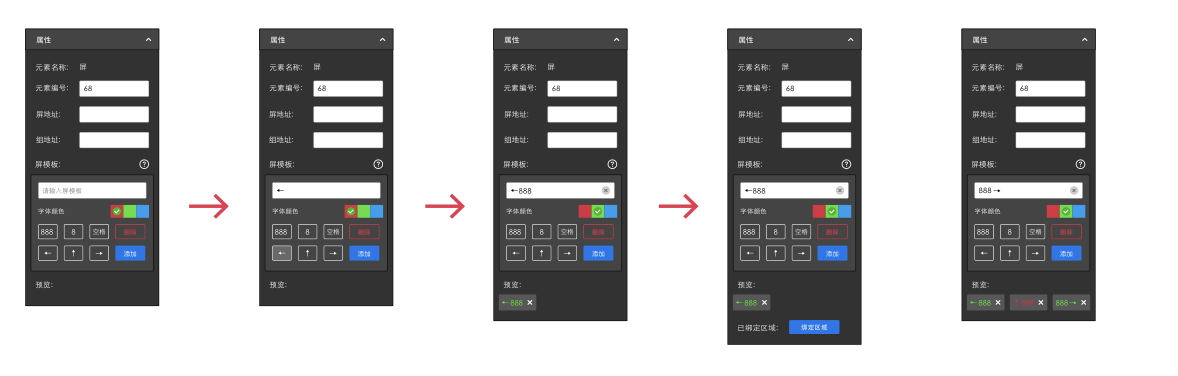 属性
元素名称: 屏
元素编号: 68
屏地址:
组地址:
屏模板: ?
请输入屏模板
字体颜色
888 8 空格 删除
← ↑ → 添加
预览:
属性
元素名称: 屏
元素编号: 68
屏地址:
组地址:
屏模板: ?
←
字体颜色
888 8 空格 删除
← ↑ → 添加
预览:
属性
元素名称: 屏
元素编号: 68
屏地址:
组地址:
屏模板: ?
←888
字体颜色
888 8 空格 删除
← ↑ → 添加
预览:
←888 ×
属性
元素名称: 屏
元素编号: 68
屏地址:
组地址:
屏模板: ?
←888
字体颜色
888 8 空格 删除
← ↑ → 添加
预览:
←888 ×
已绑定区域: 绑定区域
属性
元素名称: 屏
元素编号: 68
屏地址:
组地址:
屏模板: ?
888→
字体颜色
888 8 空格 删除
← ↑ → 添加
预览:
←888 × ↑888 × 888→ ×